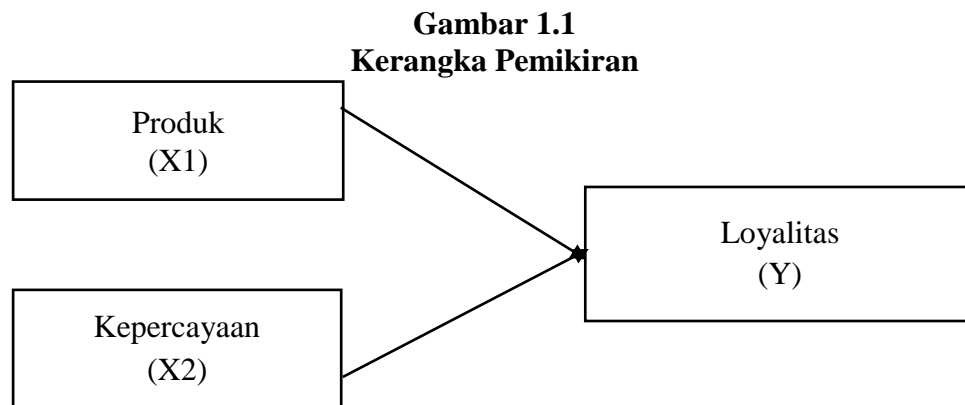 Gambar 1.1
Kerangka Pemikiran
Produk
(X1)
Loyalitas
(Y)
Kepercayaan
(X2)